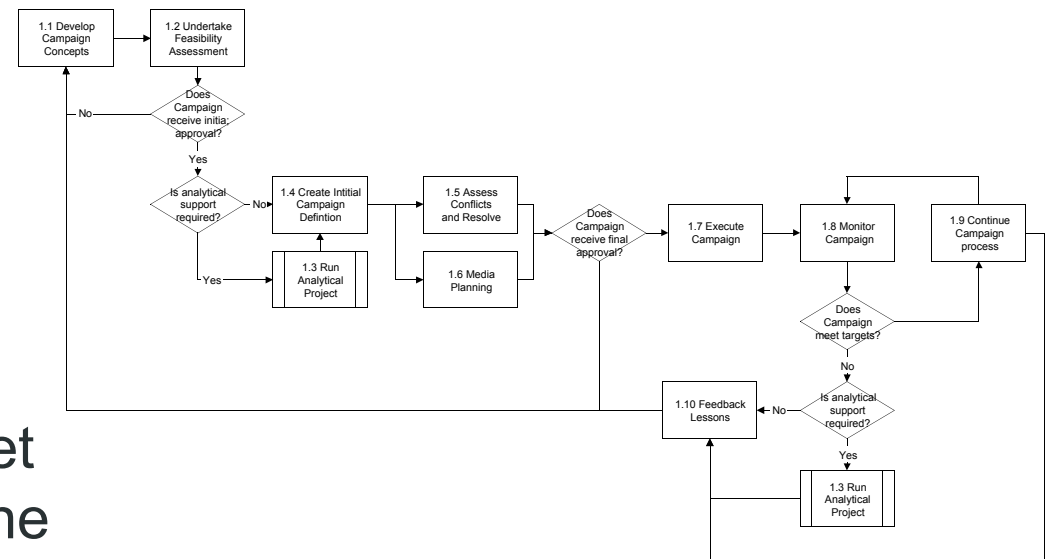 1.1 Develop
Campaign
Concepts
1.2 Undertake
Feasibility
Assessment
Does
Campaign
receive initia;
approval?
No
Yes
Is analytical
support
required?
No
Yes
1.4 Create Intitial
Campaign
Defintion
1.3 Run
Analytical
Project
1.5 Assess
Conflicts
and Resolve
1.6 Media
Planning
Does
Campaign
receive final
approval?
1.7 Execute
Campaign
1.8 Monitor
Campaign
1.9 Continue
Campaign
process
Does
Campaign
meet targets?
No
Is analytical
support
required?
No
Yes
1.10 Feedback
Lessons
1.3 Run
Analytical
Project
et
ne